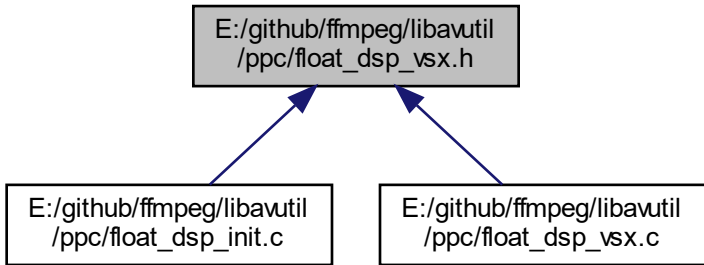 E:/github/ffmpeg/libavutil
/ppc/float_dsp_vsx.h
E:/github/ffmpeg/libavutil
/ppc/float_dsp_init.c
E:/github/ffmpeg/libavutil
/ppc/float_dsp_vsx.c